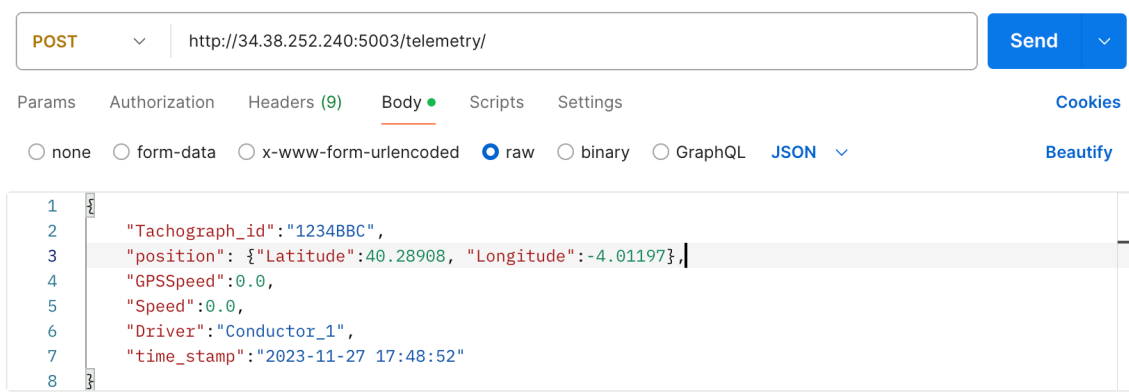 POST http://34.38.252.240:5003/telemetry/ Send
Params Authorization Headers (9) Body Scripts Settings Cookies
none form-data x-www-form-urlencoded raw binary GraphQL JSON Beautify
1 {
2 "Tachograph_id":"1234BBC",
3 "position": {"Latitude":40.28908, "Longitude":-4.01197},
4 "GPSSpeed":0.0,
5 "Speed":0.0,
6 "Driver":"Conductor_1",
7 "time_stamp":"2023-11-27 17:48:52"
8 }